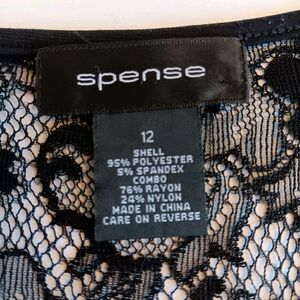 spense
12
SHELL
95% POLYESTER
5% SPANDEX
COMBO
76% RAYON
24% NYLON
MADE IN CHINA
CARE ON REVERSE